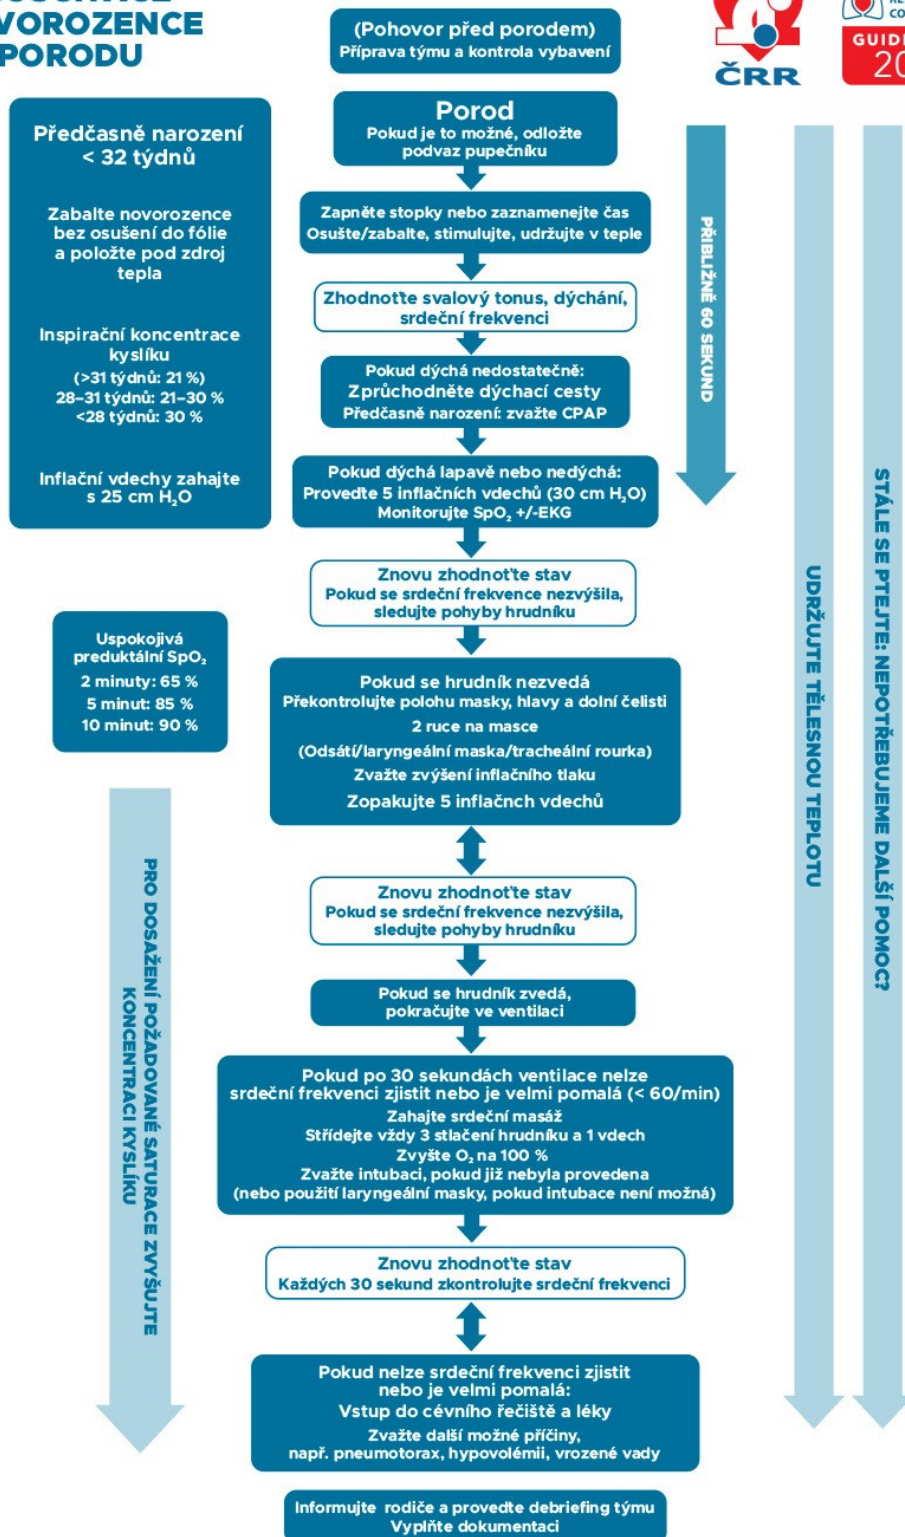 VOROZENCE
PORODU
(Pohovor před porodem)
Příprava týmu a kontrola vybavení
ČRR
GUIDE
20
Porod
Pokud je to možné, odložte
podvaz pupečníku
Předčasně narození
< 32 týdnů
Zabalte novorozence
bez osušení do fólie
a položte pod zdroj
tepla
Inspirační koncentrace
kyslíku
(>31 týdnů: 21 %)
28–31 týdnů: 21–30 %
<28 týdnů: 30 %
Inflační vdechy zahajte
s 25 cm H₂O
Zapněte stopky nebo zaznamenejte čas
Osušte/zabalte, stimulujte, udržujte v teple
Zhodnoťte svalový tonus, dýchání,
srdeční frekvenci
Pokud dýchá nedostatečně:
Zprůchodněte dýchací cesty
Předčasně narození: zvažte CPAP
Pokud dýchá lapavě nebo nedýchá:
Proveďte 5 inflačních vdechů (30 cm H₂O)
Monitorujte SpO₂ +/-EKG
PŘIBLIŽNĚ 60 SEKUND
Znovu zhodnoťte stav
Pokud se srdeční frekvence nezvýšila,
sledujte pohyby hrudníku
Uspokojivá
preduktální SpO₂
2 minuty: 65 %
5 minut: 85 %
10 minut: 90 %
Pokud se hrudník nezvedá
Překontrolujte polohu masky, hlavy a dolní čelisti
2 ruce na masce
(Odsátí/laryngeální maska/tracheální rourka)
Zvažte zvýšení inflačního tlaku
Zopakujte 5 inflačnch vdechů
UDRŽUJTE TĚLESNOU TEPLOTU
STÁLE SE PTEJTE: NEPOTŘEBUJEME DALŠÍ POMOC?
Znovu zhodnoťte stav
Pokud se srdeční frekvence nezvýšila,
sledujte pohyby hrudníku
Pokud se hrudník zvedá,
pokračujte ve ventilaci
PRO DOSAŽENÍ POŽADOVANÉ SATURACE ZVYŠUJTE
KONCENTRACI KYSLÍKU
Pokud po 30 sekundách ventilace nelze
srdeční frekvenci zjistit nebo je velmi pomalá (< 60/min)
Zahajte srdeční masáž
Střídejte vždy 3 stlačení hrudníku a 1 vdech
Zvyšte O₂ na 100 %
Zvažte intubaci, pokud již nebyla provedena
(nebo použití laryngeální masky, pokud intubace není možná)
Znovu zhodnoťte stav
Každých 30 sekund zkontrolujte srdeční frekvenci
Pokud nelze srdeční frekvenci zjistit
nebo je velmi pomalá:
Vstup do cévního řečiště a léky
Zvažte další možné příčiny,
např. pneumotorax, hypovolémii, vrozené vady
Informujte rodiče a proveďte debriefing týmu
Vyplňte dokumentaci